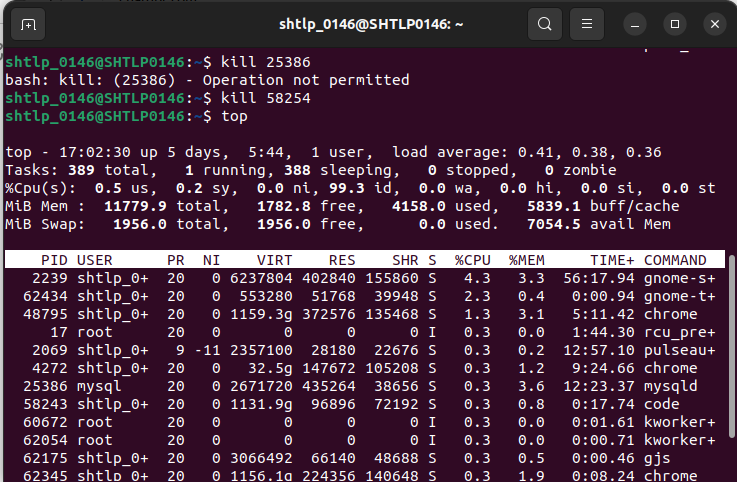 shtlp_0146@SHTLP0146: ~
shtlp_0146@SHTLP0146:~$ kill 25386
bash: kill: (25386) - Operation not permitted
shtlp_0146@SHTLP0146:~$ kill 58254
shtlp_0146@SHTLP0146:~$ top
top - 17:02:30 up 5 days,  5:44,  1 user,  load average: 0.41, 0.38, 0.36
Tasks: 389 total,   1 running, 388 sleeping,   0 stopped,   0 zombie
%Cpu(s):  0.5 us,  0.2 sy,  0.0 ni, 99.3 id,  0.0 wa,  0.0 hi,  0.0 si,  0.0 st
MiB Mem :  11779.9 total,   1782.8 free,   4158.0 used,   5839.1 buff/cache
MiB Swap:   1956.0 total,   1956.0 free,      0.0 used.   7054.5 avail Mem
PID USER      PR  NI    VIRT    RES    SHR S  %CPU  %MEM     TIME+ COMMAND
2239 shtlp_0+  20   0 6237804 402840 155860 S   4.3   3.3  56:17.94 gnome-s+
62434 shtlp_0+  20   0  553280  51768  39948 S   2.3   0.4   0:00.94 gnome-t+
48795 shtlp_0+  20   0 1159.3g 372576 135468 S   1.3   3.1   5:11.42 chrome
17 root      20   0       0      0      0 I   0.3   0.0   1:44.30 rcu_pre+
2069 shtlp_0+   9 -11 2357100  28180  22676 S   0.3   0.2  12:57.10 pulseau+
4272 shtlp_0+  20   0   32.5g 147672 105208 S   0.3   1.2   9:24.66 chrome
25386 mysql     20   0 2671720 435264  38656 S   0.3   3.6  12:23.37 mysqld
58243 shtlp_0+  20   0 1131.9g  96896  72192 S   0.3   0.8   0:17.74 code
60672 root      20   0       0      0      0 I   0.3   0.0   0:01.61 kworker+
62054 root      20   0       0      0      0 I   0.3   0.0   0:00.71 kworker+
62175 shtlp_0+  20   0 3066492  66140  48688 S   0.3   0.5   0:00.46 gjs
62345 shtlp_0+  20   0 1156.1g 224356 140648 S   0.3   1.9   0:08.24 chrome